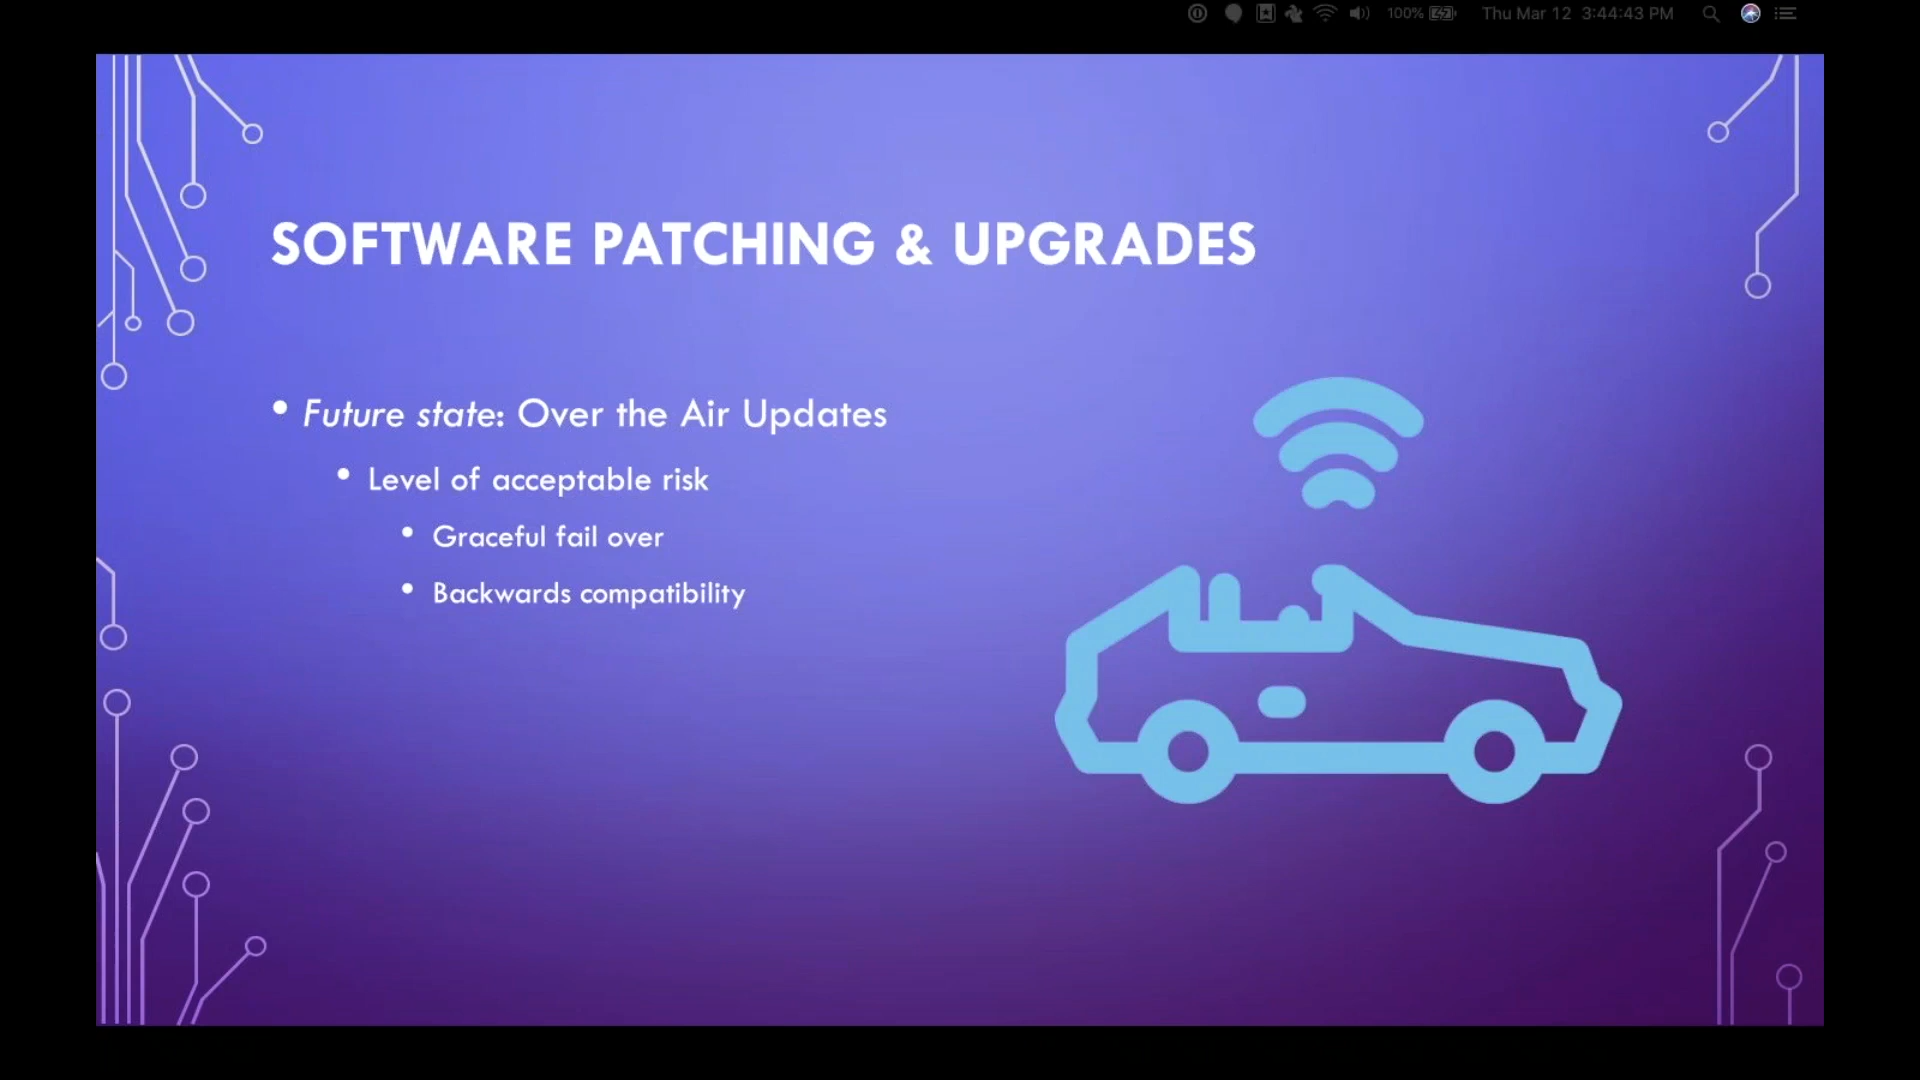 100% Thu Mar 12 3:44:43 PM
SOFTWARE PATCHING & UPGRADES
• Future state: Over the Air Updates
• Level of acceptable risk
• Graceful fail over
• Backwards compatibility